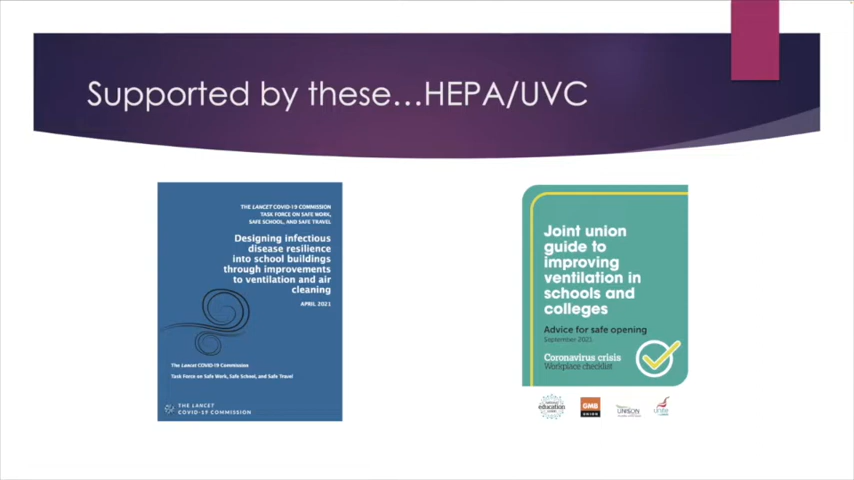 Supported by these…HEPA/UVC
THE LANCET COVID-19 COMMISSION
TASK FORCE ON SAFE WORK,
SAFE SCHOOL, AND SAFE TRAVEL
Designing infectious
disease resilience
into school buildings
through improvements
to ventilation and air
cleaning
APRIL 2021
The Lancet COVID-19 Commission
Task Force on Safe Work, Safe School, and Safe Travel
THE LANCET
COVID-19 COMMISSION
Joint union
guide to
improving
ventilation in
schools and
colleges
Advice for safe opening
September 2021
Coronavirus crisis
Workplace checklist
education
GMB
UNION
UNISON
unite